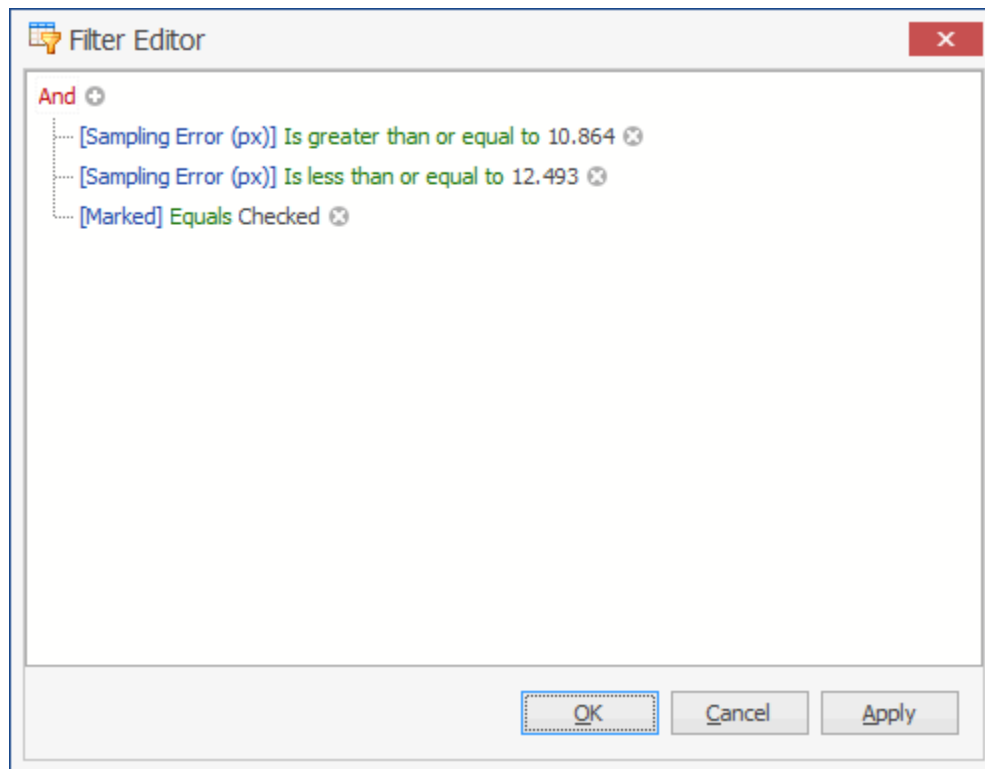 Filter Editor
And
[Sampling Error (px)] Is greater than or equal to 10.864
[Sampling Error (px)] Is less than or equal to 12.493
[Marked] Equals Checked
OK Cancel Apply